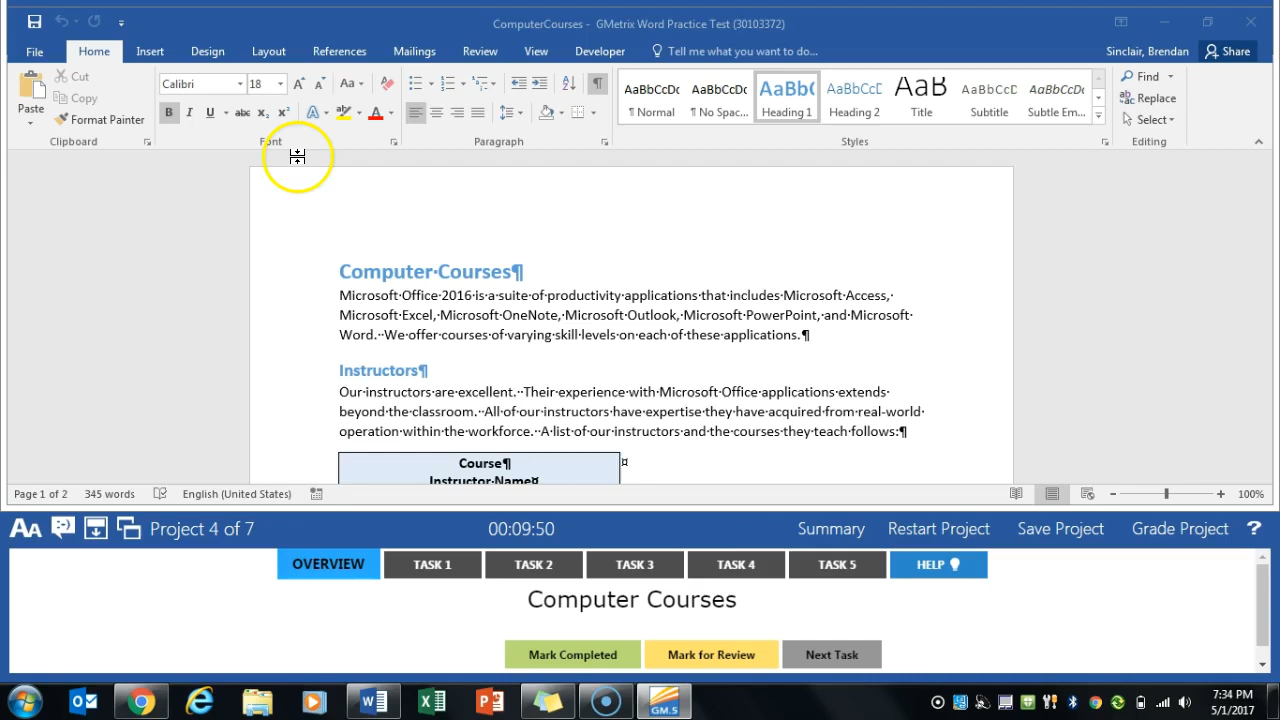 ComputerCourses - GMetrix Word Practice Test (30103372)
File Home Insert Design Layout References Mailings Review View Developer Tell me what you want to do... Sinclair, Brendan Share
Paste
Cut
Copy
Format Painter
Clipboard
Calibri 18 Aa
B I U abc x₂ x² A A
Font
Paragraph
AaBbCcDc ¶ Normal
AaBbCcDc ¶ No Spac...
AaBb( Heading 1
AaBbCcD Heading 2
AaB Title
AaBbCcD Subtitle
AaBbCcDc Subtle Em...
Styles
Find
Replace
Select
Editing
Computer·Courses¶
Microsoft·Office·2016·is·a·suite·of·productivity·applications·that·includes·Microsoft·Access,·
Microsoft·Excel,·Microsoft·OneNote,·Microsoft·Outlook,·Microsoft·PowerPoint,·and·Microsoft·
Word.··We·offer·courses·of·varying·skill·levels·on·each·of·these·applications.¶
Instructors¶
Our·instructors·are·excellent.··Their·experience·with·Microsoft·Office·applications·extends·
beyond·the·classroom.··All·of·our·instructors·have·expertise·they·have·acquired·from·real-world·
operation·within·the·workforce.··A·list·of·our·instructors·and·the·courses·they·teach·follows:¶
Course¶
Instructor·Name¤
Page 1 of 2 345 words English (United States) 100%
AA Project 4 of 7 00:09:50 Summary Restart Project Save Project Grade Project ?
OVERVIEW TASK 1 TASK 2 TASK 3 TASK 4 TASK 5 HELP
Computer Courses
Mark Completed Mark for Review Next Task
GM.5
7:34 PM
5/1/2017